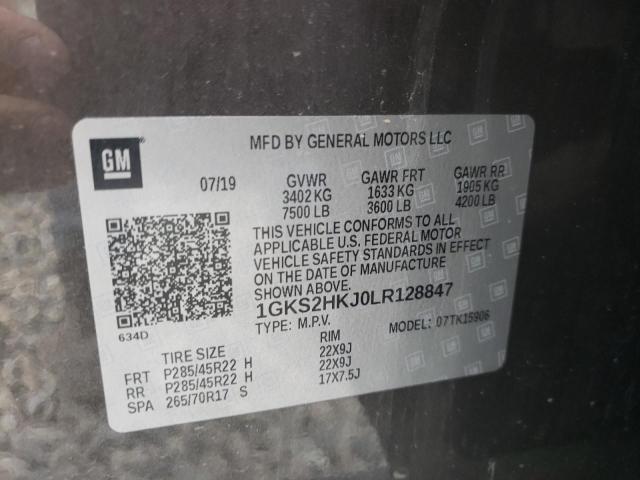 GM
MFD BY GENERAL MOTORS LLC
07/19 GVWR GAWR FRT GAWR RR
3402 KG 1633 KG 1905 KG
7500 LB 3600 LB 4200 LB
THIS VEHICLE CONFORMS TO ALL
APPLICABLE U.S. FEDERAL MOTOR
VEHICLE SAFETY STANDARDS IN EFFECT
ON THE DATE OF MANUFACTURE
SHOWN ABOVE.
1GKS2HKJ0LR128847
634D
TYPE: M.P.V. MODEL: 07TK15906
TIRE SIZE RIM
FRT P285/45R22 H 22X9J
RR P285/45R22 H 22X9J
SPA 265/70R17 S 17X7.5J